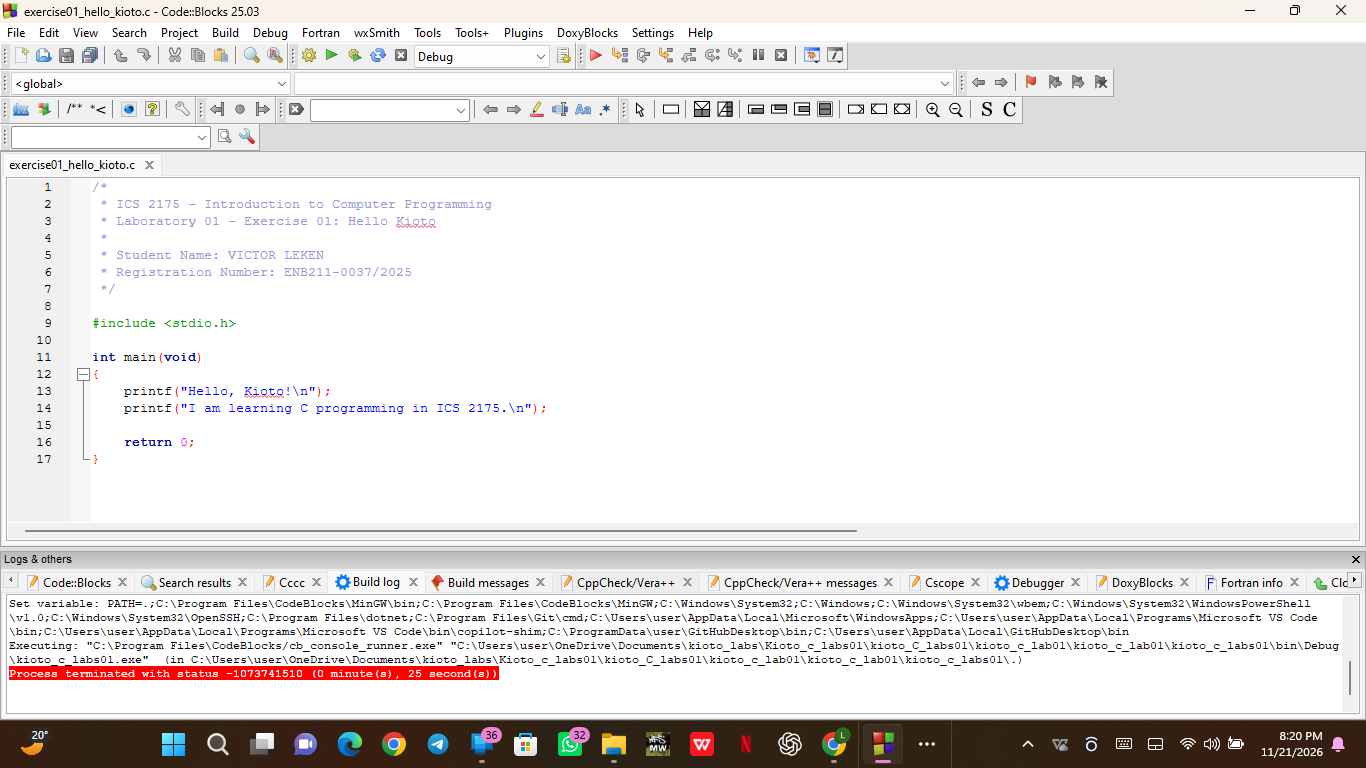 exercise01_hello_kioto.c - Code::Blocks 25.03
File Edit View Search Project Build Debug Fortran wxSmith Tools Tools+ Plugins DoxyBlocks Settings Help
Debug
<global>
/** *<
Aa .* S C
exercise01_hello_kioto.c
1 /*
2 * ICS 2175 - Introduction to Computer Programming
3 * Laboratory 01 - Exercise 01: Hello Kioto
4 *
5 * Student Name: VICTOR LEKEN
6 * Registration Number: ENB211-0037/2025
7 */
8
9 #include <stdio.h>
10
11 int main(void)
12 {
13 printf("Hello, Kioto!\n");
14 printf("I am learning C programming in ICS 2175.\n");
15
16 return 0;
17 }
Logs & others
Code::Blocks Search results Cccc Build log Build messages CppCheck/Vera++ CppCheck/Vera++ messages Cscope Debugger DoxyBlocks Fortran info Clo
Set variable: PATH=.;C:\Program Files\CodeBlocks\MinGW\bin;C:\Program Files\CodeBlocks\MinGW;C:\Windows\System32;C:\Windows;C:\Windows\System32\wbem;C:\Windows\System32\WindowsPowerShell
\v1.0;C:\Windows\System32\OpenSSH;C:\Program Files\dotnet;C:\Program Files\Git\cmd;C:\Users\user\AppData\Local\Microsoft\WindowsApps;C:\Users\user\AppData\Local\Programs\Microsoft VS Code
\bin;C:\Users\user\AppData\Local\Programs\Microsoft VS Code\bin\copilot-shim;C:\ProgramData\user\GitHubDesktop\bin;C:\Users\user\AppData\Local\GitHubDesktop\bin
Executing: "C:\Program Files\CodeBlocks/cb_console_runner.exe" "C:\Users\user\OneDrive\Documents\kioto_labs\Kioto_c_labs01\kioto_C_labs01\kioto_c_lab01\kioto_c_lab01\kioto_c_labs01\bin\Debug
\kioto_c_labs01.exe" (in C:\Users\user\OneDrive\Documents\kioto_labs\Kioto_c_labs01\kioto_C_labs01\kioto_c_lab01\kioto_c_lab01\kioto_c_labs01\.)
Process terminated with status -1073741510 (0 minute(s), 25 second(s))
20°
36
32
MW
L
8:20 PM
11/21/2026